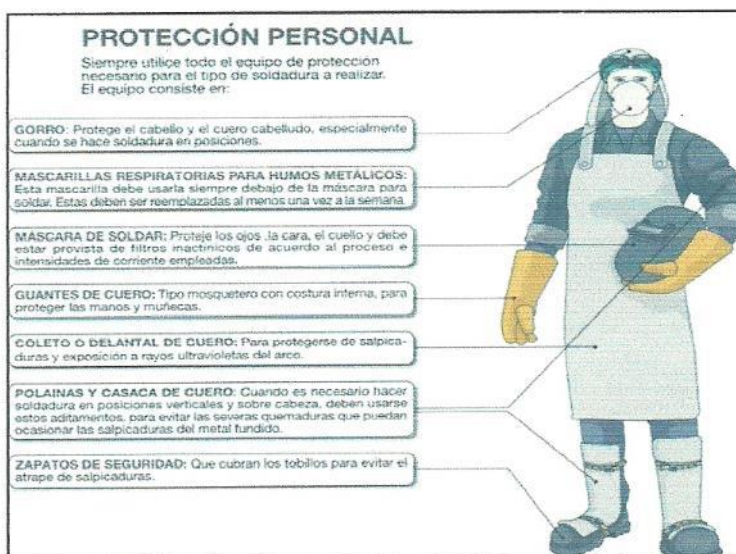 PROTECCIÓN PERSONAL
Siempre utilice todo el equipo de protección
necesario para el tipo de soldadura a realizar.
El equipo consiste en:
GORRO: Protege el cabello y el cuero cabelludo, especialmente
cuando se hace soldadura en posiciones.
MASCARILLAS RESPIRATORIAS PARA HUMOS METÁLICOS:
Esta mascarilla debe usarla siempre debajo de la máscara para
soldar. Estas deben ser reemplazadas al menos una vez a la semana.
MÁSCARA DE SOLDAR: Proteje los ojos ,la cara, el cuello y debe
estar provista de filtros inactínicos de acuerdo al proceso e
intensidades de corriente empleadas.
GUANTES DE CUERO: Tipo mosquetero con costura interna, para
proteger las manos y muñecas.
COLETO O DELANTAL DE CUERO: Para protegerse de salpica-
duras y exposición a rayos ultravioletas del arco.
POLAINAS Y CASACA DE CUERO: Cuando es necesario hacer
soldadura en posiciones verticales y sobre cabeza, deben usarse
estos aditamentos, para evitar las severas quemaduras que puedan
ocasionar las salpicaduras del metal fundido.
ZAPATOS DE SEGURIDAD: Que cubran los tobillos para evitar el
atrape de salpicaduras.